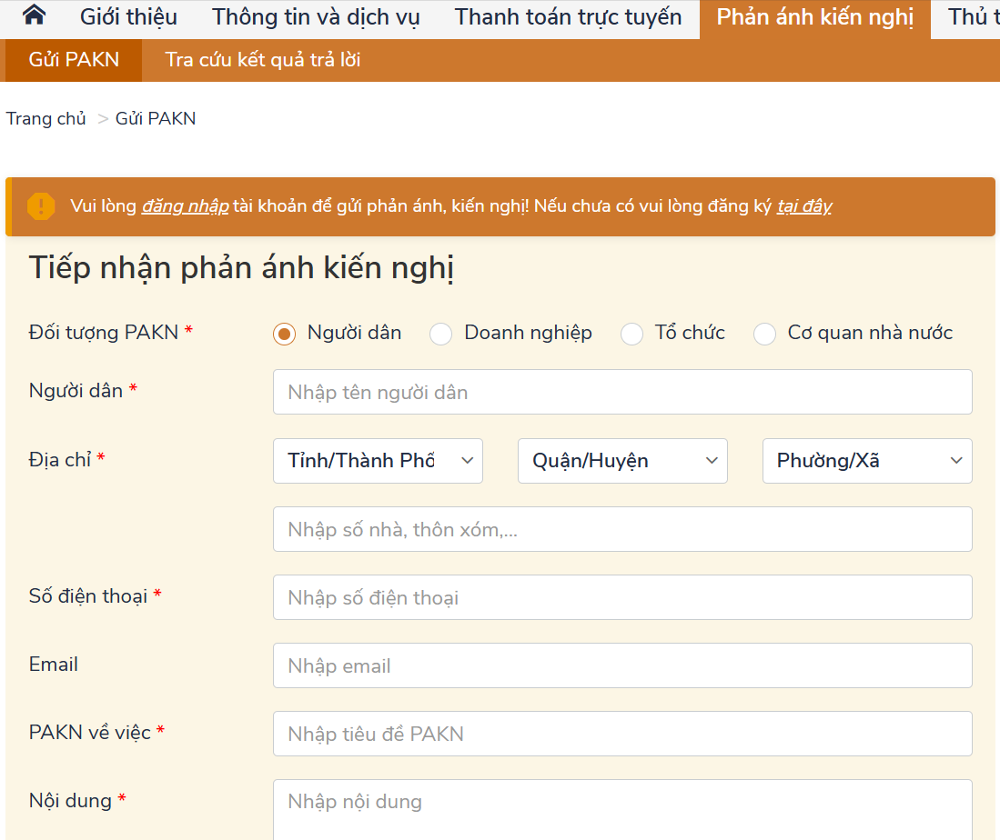 Giới thiệu Thông tin và dịch vụ Thanh toán trực tuyến Phản ánh kiến nghị Thủ t
Gửi PAKN Tra cứu kết quả trả lời
Trang chủ > Gửi PAKN
Vui lòng đăng nhập tài khoản để gửi phản ánh, kiến nghị! Nếu chưa có vui lòng đăng ký tại đây
Tiếp nhận phản ánh kiến nghị
Đối tượng PAKN * Người dân Doanh nghiệp Tổ chức Cơ quan nhà nước
Người dân * Nhập tên người dân
Địa chỉ * Tỉnh/Thành Phố Quận/Huyện Phường/Xã
Nhập số nhà, thôn xóm,...
Số điện thoại * Nhập số điện thoại
Email Nhập email
PAKN về việc * Nhập tiêu đề PAKN
Nội dung * Nhập nội dung